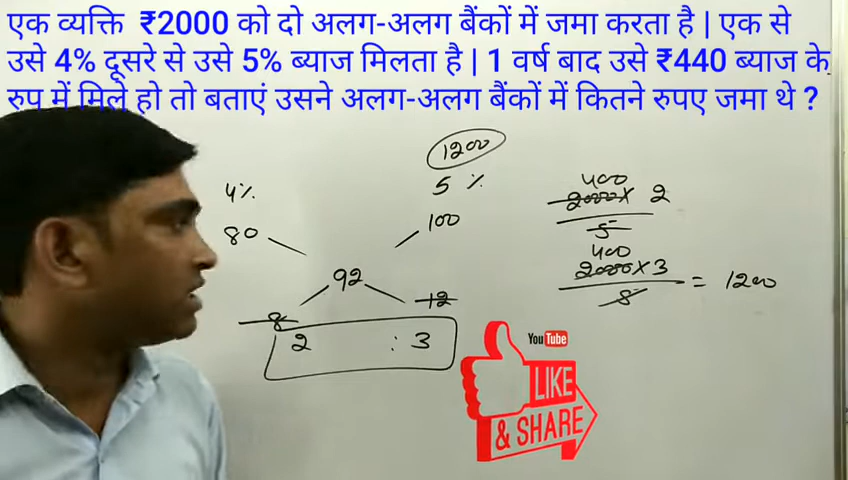 एक व्यक्ति ₹2000 को दो अलग-अलग बैंकों में जमा करता है | एक से
उसे 4% दूसरे से उसे 5% ब्याज मिलता है | 1 वर्ष बाद उसे ₹440 ब्याज के
रुप में मिले हो तो बताएं उसने अलग-अलग बैंकों में कितने रुपए जमा थे ?
1200
4% 5 %
80 100
92
8 12
2 : 3
400
2000 × 2
5
400
2000 × 3 = 1200
5
YouTube
LIKE
& SHARE